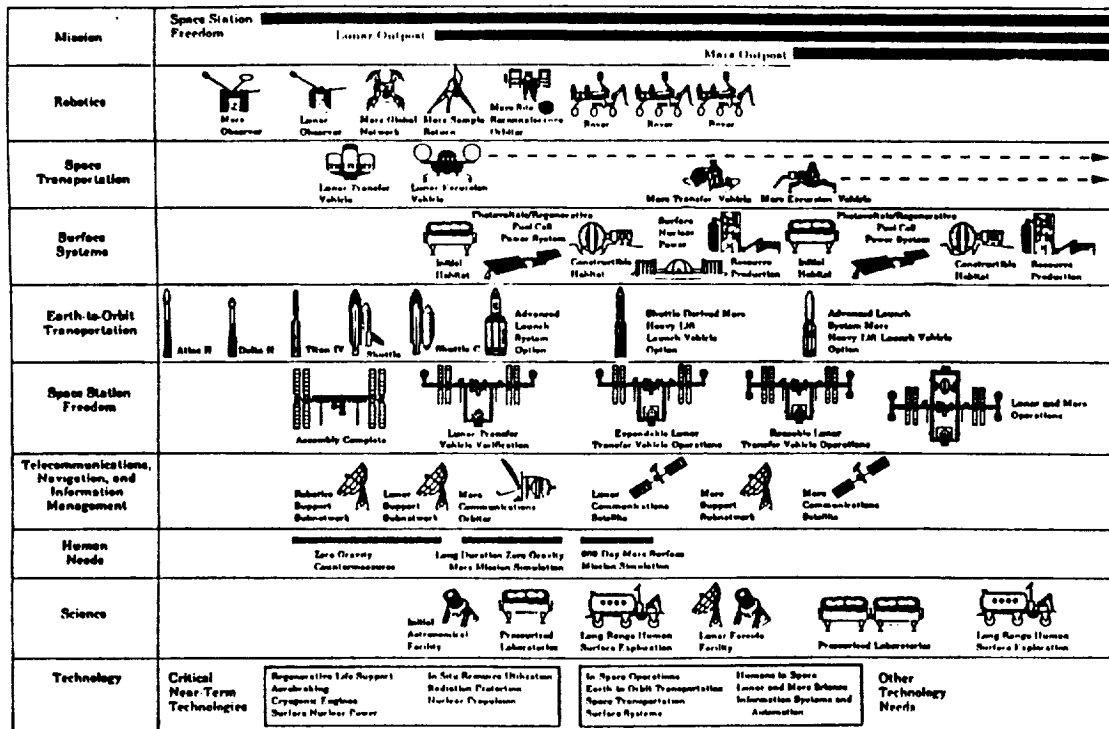 Mission
Space Station
Freedom
Lunar Outpost
Mars Outpost
Robotics
Mars
Observer
Lunar
Observer
Mars Global
Network
Mars Sample
Return
Mars Site
Reconnaissance
Orbiter
Rover
Rover
Rover
Space
Transportation
Lunar Transfer
Vehicle
Lunar Excursion
Vehicle
Mars Transfer Vehicle
Mars Excursion Vehicle
Surface
Systems
Initial
Habitat
Photovoltaic/Regenerative
Fuel Cell
Power System
Constructible
Habitat
Surface
Nuclear
Power
Resource
Production
Initial
Habitat
Photovoltaic/Regenerative
Fuel Cell
Power System
Constructible
Habitat
Resource
Production
Earth-to-Orbit
Transportation
Atlas II
Delta II
Titan IV
Shuttle
Shuttle C
Advanced
Launch
System
Option
Shuttle Derived Mars
Heavy Lift
Launch Vehicle
Option
Advanced Launch
System Mars
Heavy Lift Launch Vehicle
Option
Space Station
Freedom
Assembly Complete
Lunar Transfer
Vehicle Verification
Expendable Lunar
Transfer Vehicle Operations
Reusable Lunar
Transfer Vehicle Operations
Lunar and Mars
Operations
Telecommunications,
Navigation, and
Information
Management
Robotics
Support
Subnetwork
Lunar
Support
Subnetwork
Mars
Communications
Orbiter
Lunar
Communications
Satellite
Mars
Support
Subnetwork
Mars
Communications
Satellite
Human
Needs
Zero Gravity
Countermeasures
Long Duration Zero Gravity
Mars Mission Simulation
600 Day Mars Surface
Mission Simulation
Science
Initial
Astronomical
Facility
Pressurized
Laboratories
Long Range Human
Surface Exploration
Lunar Farside
Facility
Pressurized Laboratories
Long Range Human
Surface Exploration
Technology
Critical
Near-Term
Technologies
Regenerative Life Support
Aerobraking
Cryogenic Engines
Surface Nuclear Power
In Situ Resource Utilization
Radiation Protection
Nuclear Propulsion
In Space Operations
Earth to Orbit Transportation
Space Transportation
Surface Systems
Humans in Space
Lunar and Mars Science
Information Systems and
Automation
Other
Technology
Needs